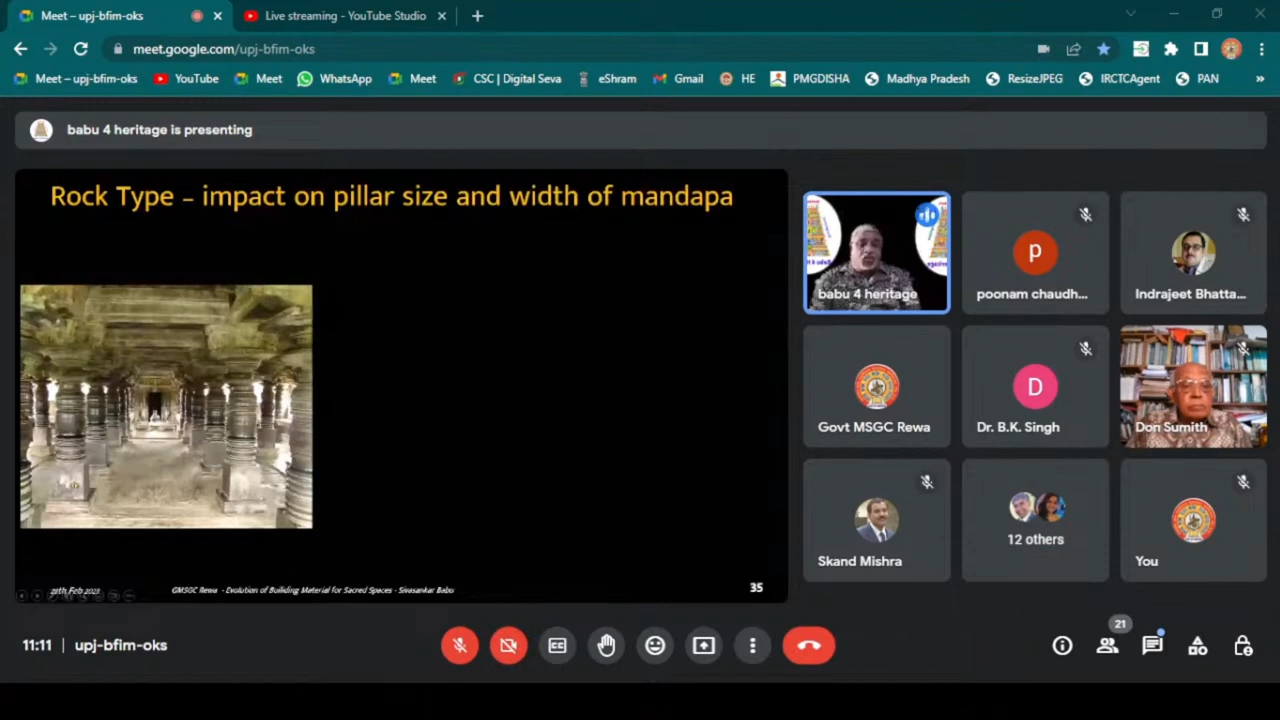 Meet – upj-bfim-oks
Live streaming - YouTube Studio
meet.google.com/upj-bfim-oks
Meet – upj-bfim-oks YouTube Meet WhatsApp Meet CSC | Digital Seva eShram Gmail HE PMGDISHA Madhya Pradesh ResizeJPEG IRCTCAgent PAN »
babu 4 heritage is presenting
Rock Type – impact on pillar size and width of mandapa
GMSGC Rewa - Evolution of Building Material for Sacred Spaces - Sivasankar Babu
35
babu 4 heritage
p
poonam chaudh...
Indrajeet Bhatta...
Govt MSGC Rewa
D
Dr. B.K. Singh
Don Sumith
Skand Mishra
12 others
You
11:11 | upj-bfim-oks
21